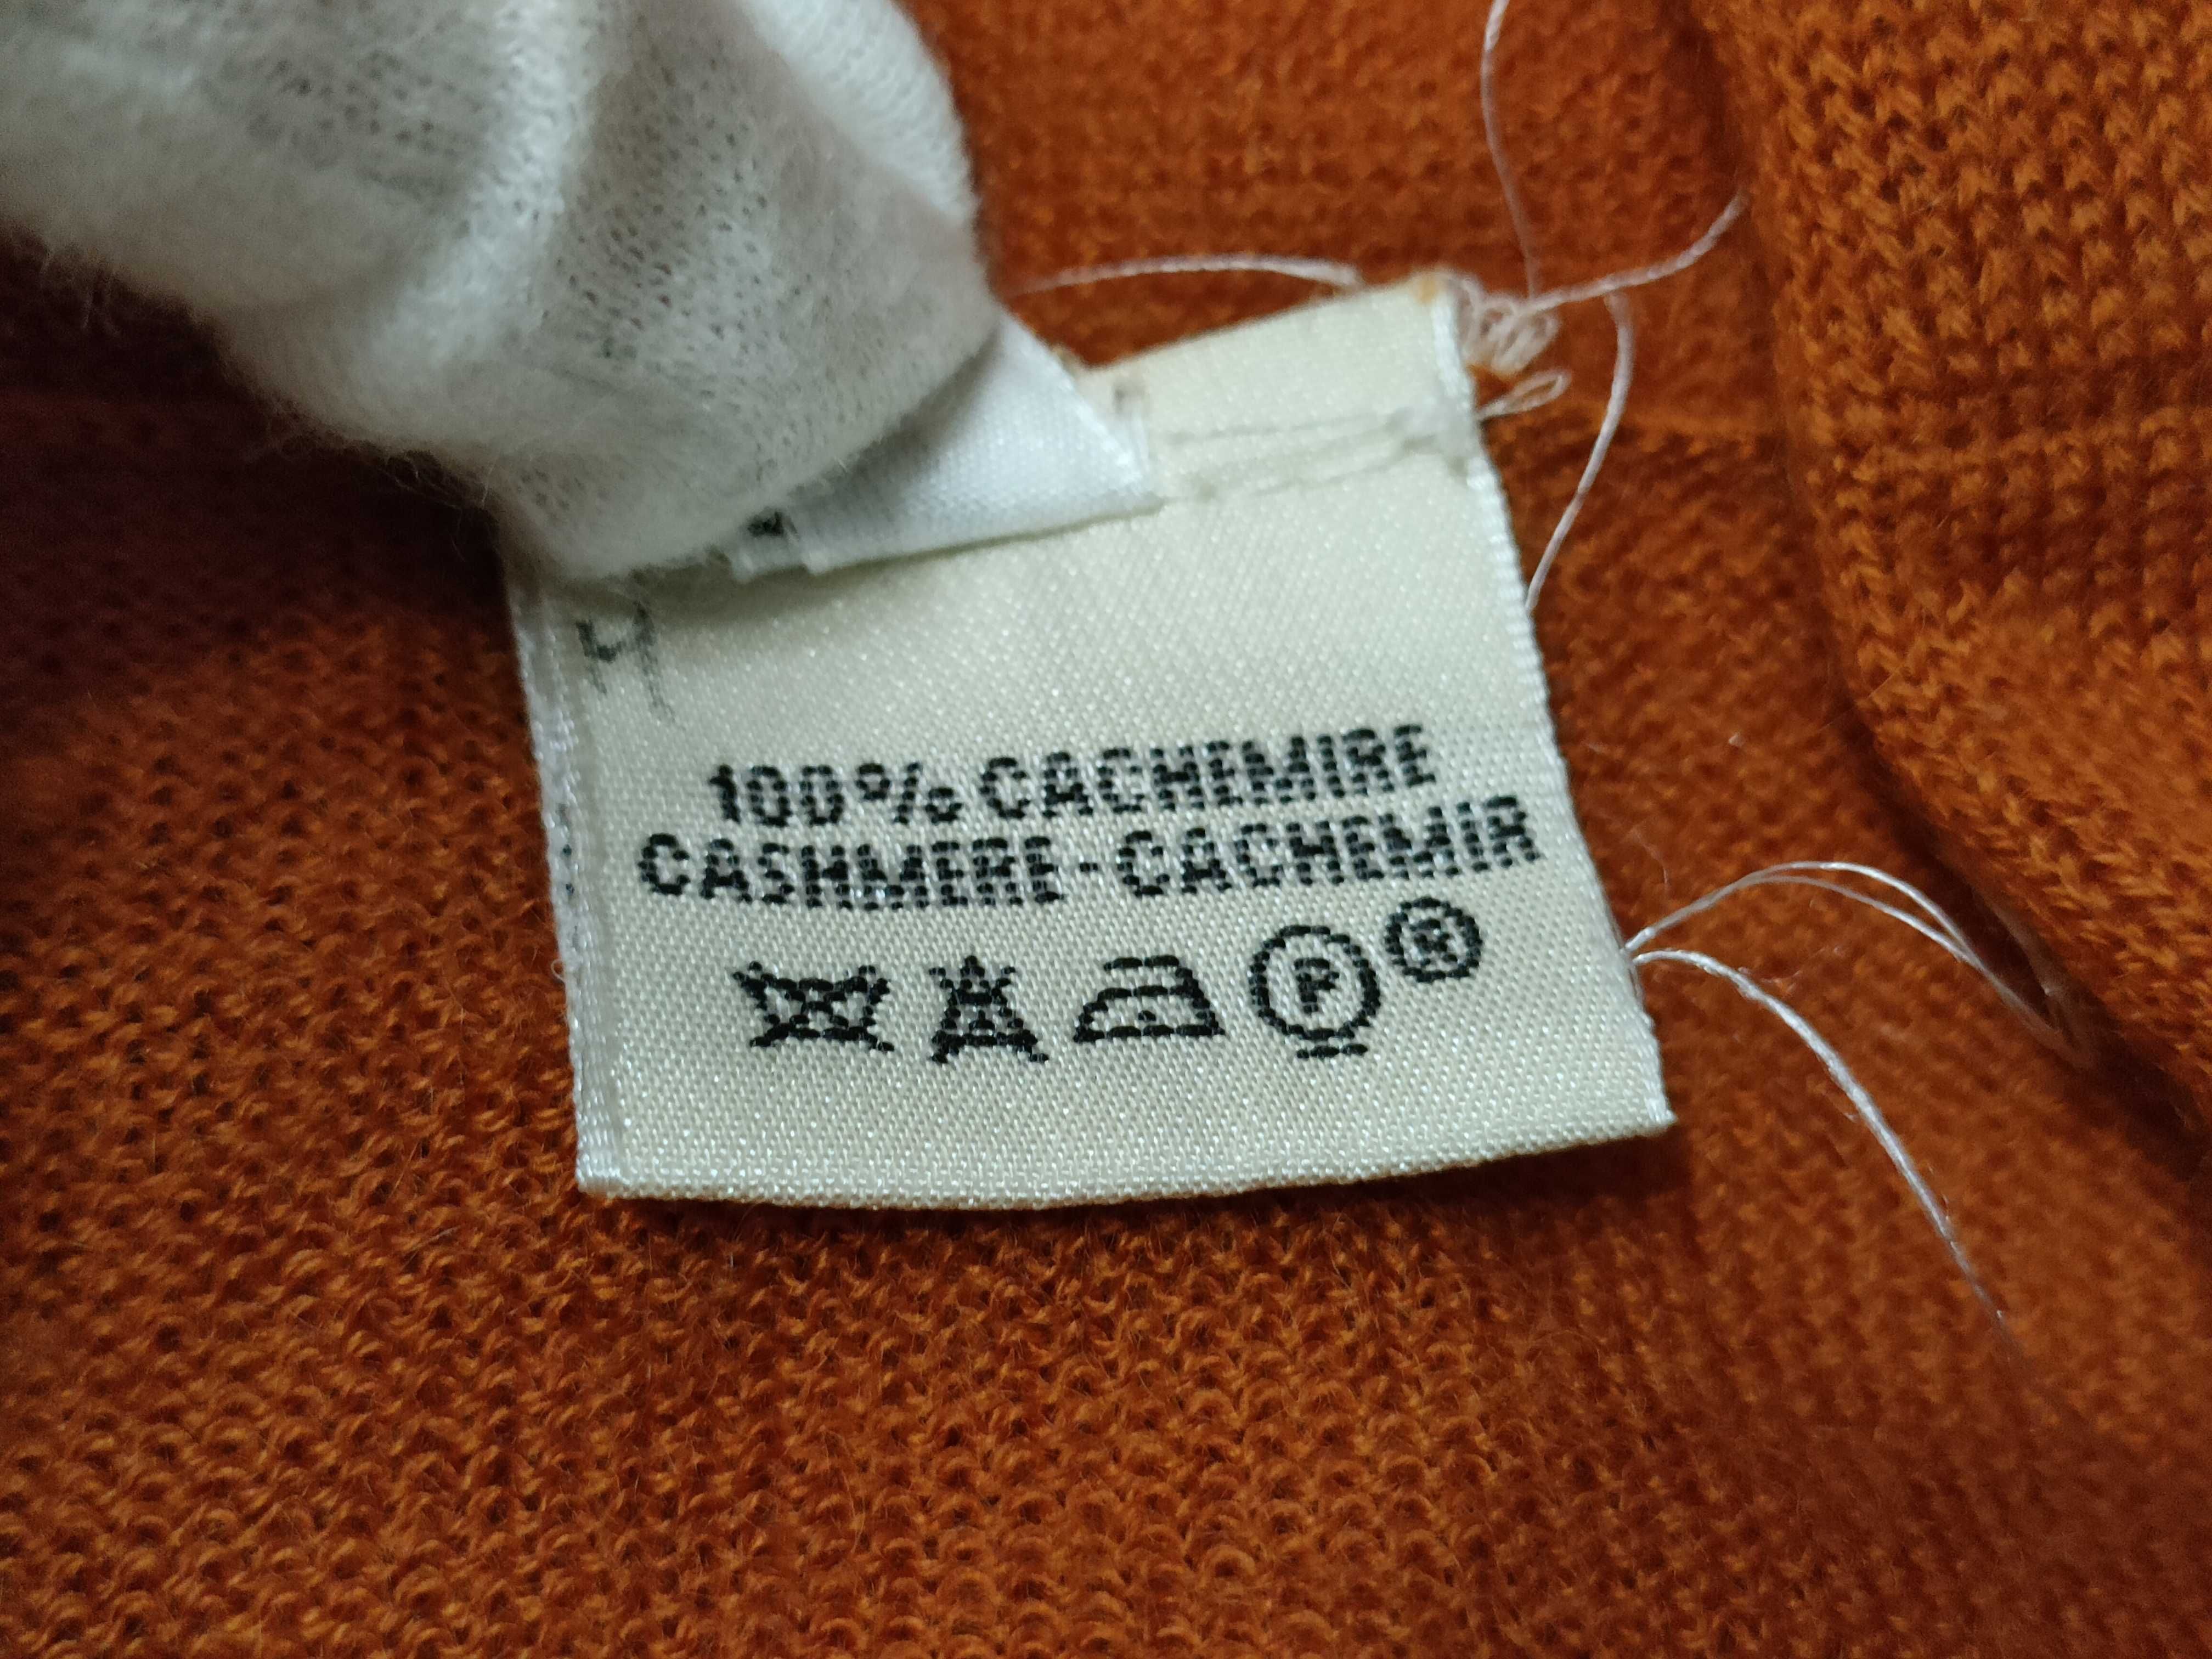 100% CACHEMIRE
CASHMERE - CACHEMIR
P ®